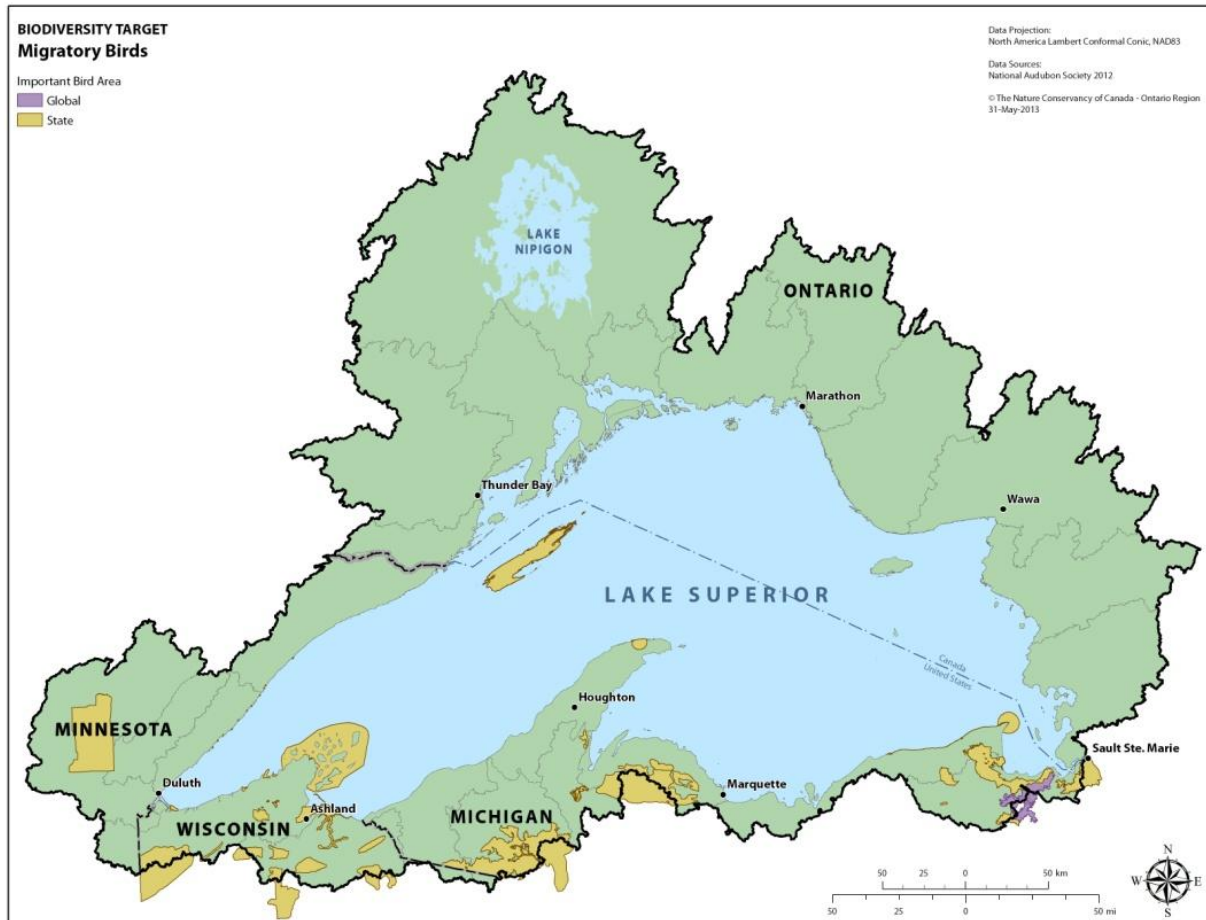 BIODIVERSITY TARGET
Migratory Birds
Important Bird Area
Global
State
Data Projection:
North America Lambert Conformal Conic, NAD83
Data Sources:
National Audubon Society 2012
© The Nature Conservancy of Canada - Ontario Region
31-May-2013
LAKE
NIPIGON
ONTARIO
Marathon
Thunder Bay
Wawa
LAKE SUPERIOR
Canada
United States
Houghton
MINNESOTA
Sault Ste. Marie
Duluth
Marquette
Ashland
MICHIGAN
WISCONSIN
N
W E
S
50 25 0 50 km
50 25 0 50 mi